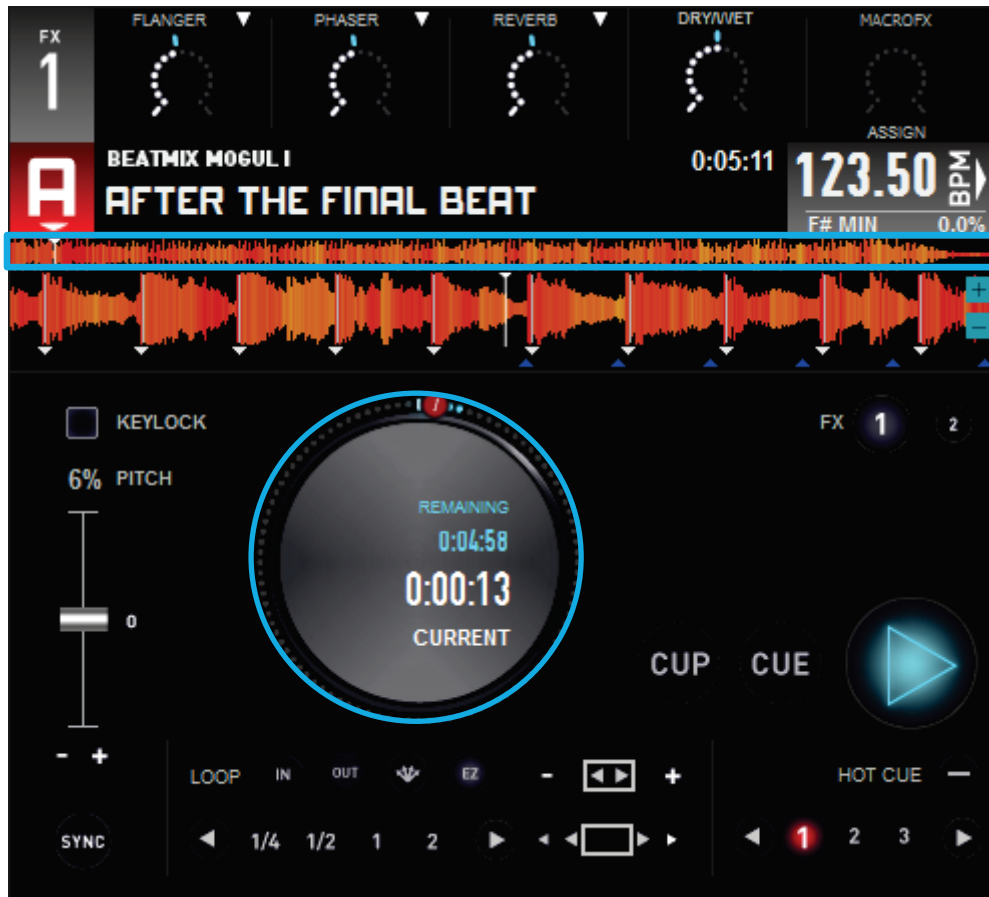 FX
1
FLANGER
PHASER
REVERB
DRY/WET
MACROFX
ASSIGN
A
BEATMIX MOGUL I
AFTER THE FINAL BEAT
0:05:11
123.50
BPM
F# MIN 0.0%
+
−
KEYLOCK
6% PITCH
0
- +
SYNC
REMAINING
0:04:58
0:00:13
CURRENT
FX 1 2
CUP CUE
LOOP IN OUT EZ - +
1/4 1/2 1 2
HOT CUE —
1 2 3